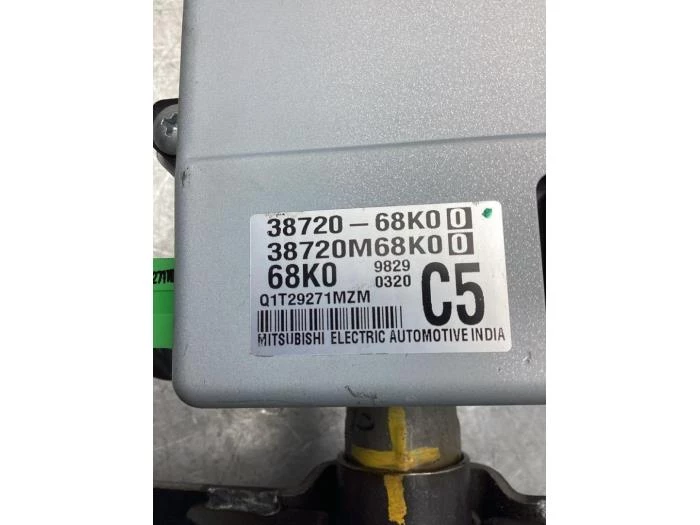 38720-68K00
38720M68K00
68K0
9829
0320
C5
Q1T29271MZM
MITSUBISHI ELECTRIC AUTOMOTIVE INDIA